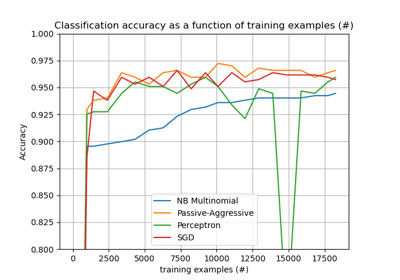 Classification accuracy as a function of training examples (#)
1.000
0.975
0.950
0.925
0.900
0.875
0.850
0.825
0.800
Accuracy
NB Multinomial
Passive-Aggressive
Perceptron
SGD
0 2500 5000 7500 10000 12500 15000 17500
training examples (#)